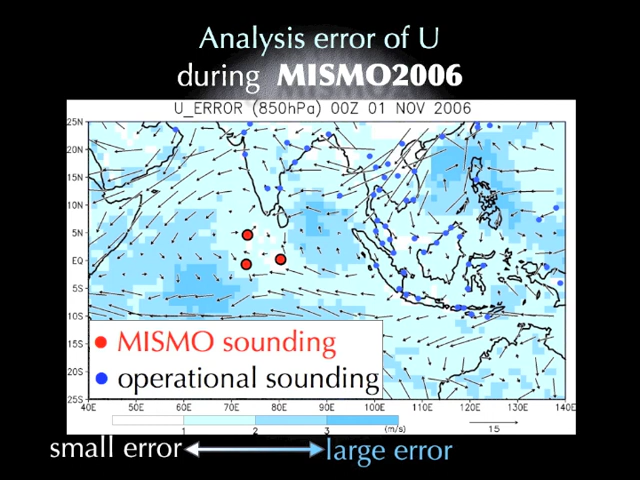 Analysis error of U
during MISMO2006
U_ERROR (850hPa) 00Z 01 NOV 2006
25N
20N
15N
10N
5N
EQ
5S
10S
15S
20S
25S
MISMO sounding
operational sounding
40E 50E 60E 70E 80E 90E 100E 110E 120E 130E 140E
1 2 3 (m/s) 15
small error large error